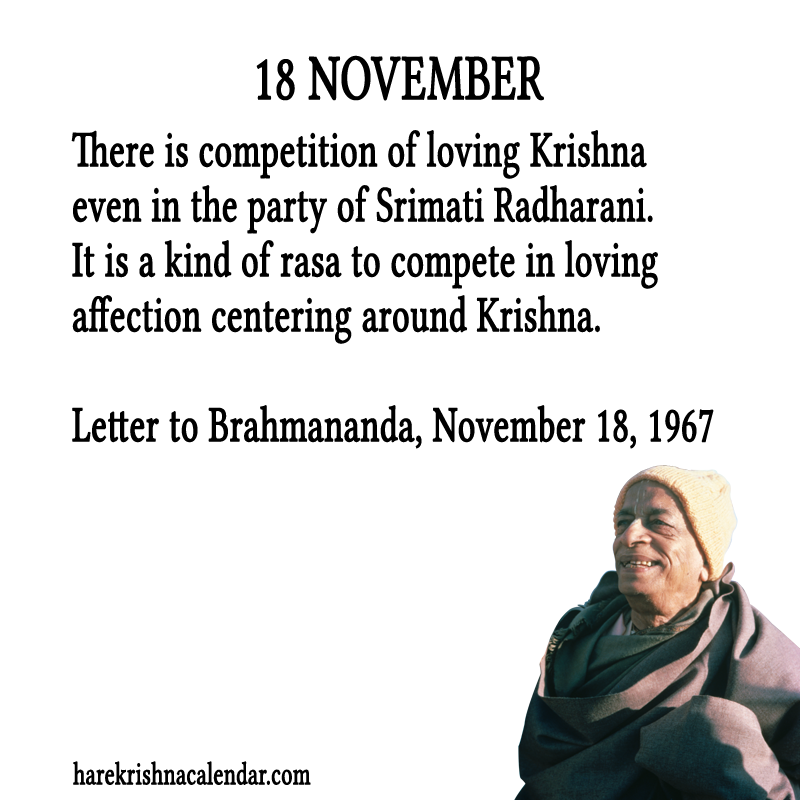 18 NOVEMBER
There is competition of loving Krishna
even in the party of Srimati Radharani.
It is a kind of rasa to compete in loving
affection centering around Krishna.
Letter to Brahmananda, November 18, 1967
harekrishnacalendar.com